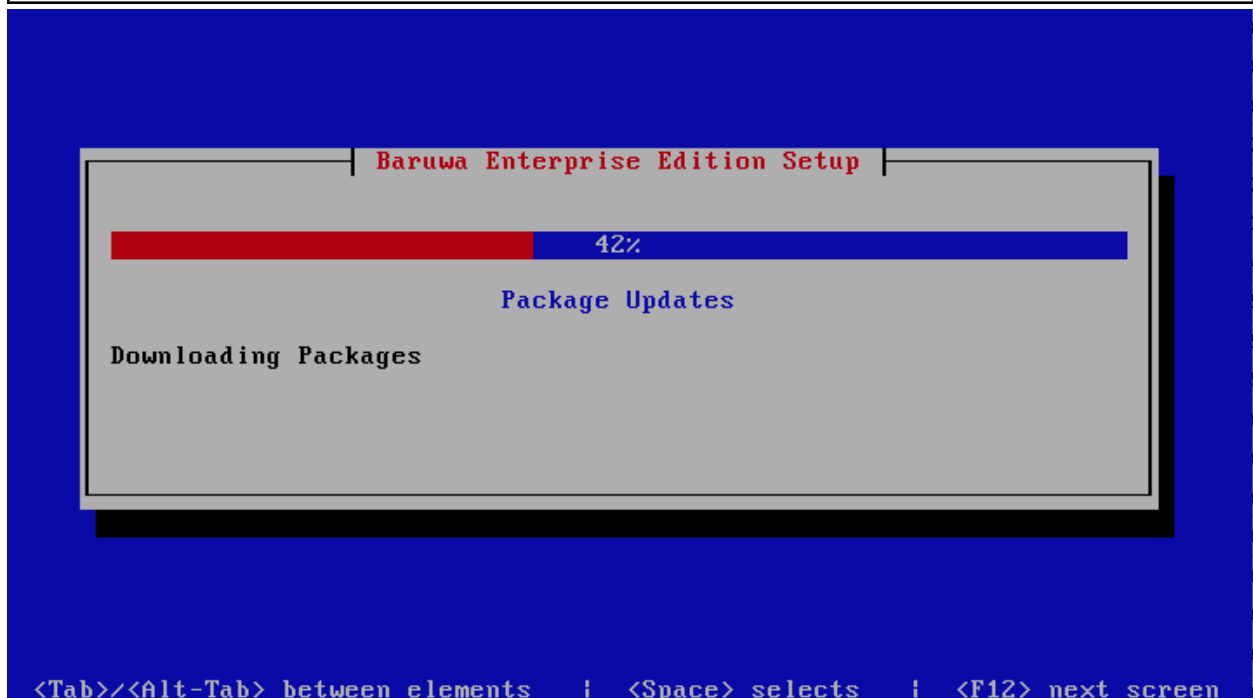 Baruwa Enterprise Edition Setup
42%
Package Updates
Downloading Packages
<Tab>/<Alt-Tab> between elements | <Space> selects | <F12> next screen